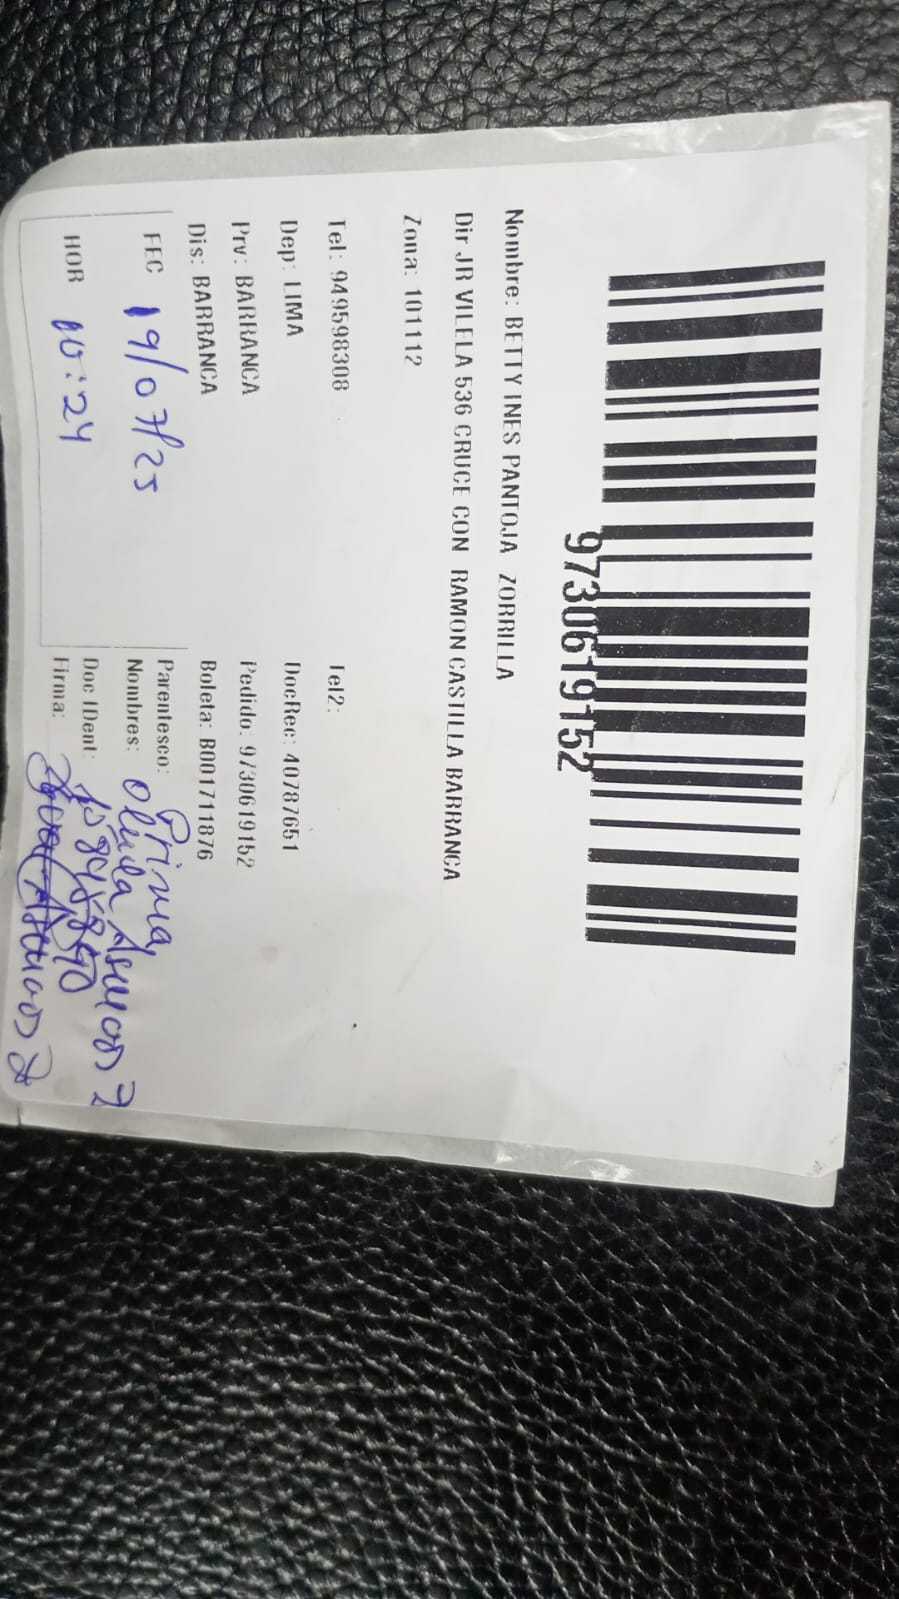 9730619152
Nombre: BETTY INES PANTOJA ZORRILLA
Dir JR VILELA 536 CRUCE CON RAMON CASTILLA BARRANCA
Zona: 101112
Tel: 949598308 Tel2:
Dep: LIMA DocRec: 40787651
Prv: BARRANCA Pedido: 9730619152
Dis: BARRANCA Boleta: B001711876
Parentesco: Prima
FEC 19/07/25 Nombres:
Doc IDent:
HOR 10:24 Firma: